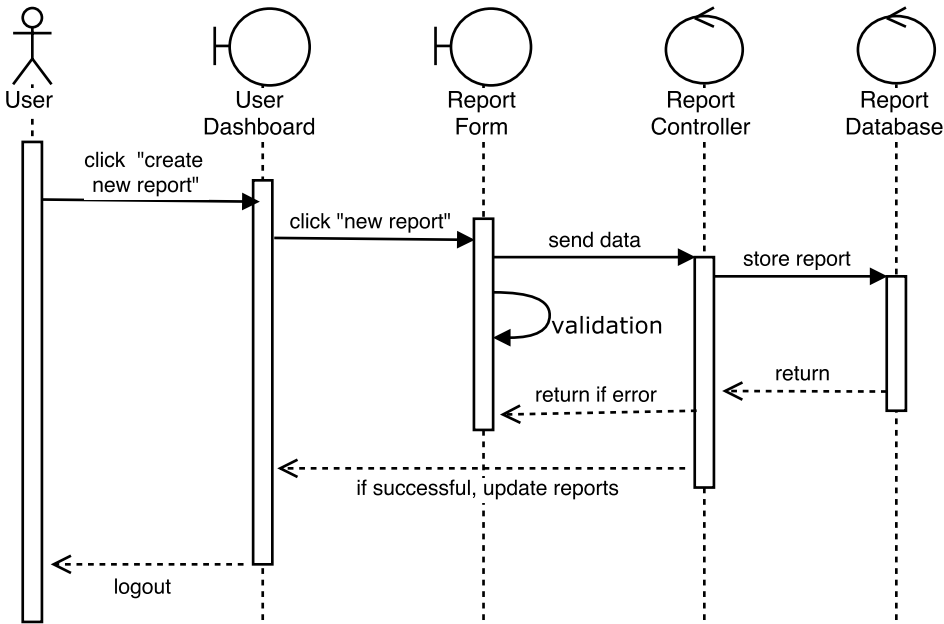 User
User
Dashboard
Report
Form
Report
Controller
Report
Database
click "create
new report"
click "new report"
send data
store report
validation
return
return if error
if successful, update reports
logout